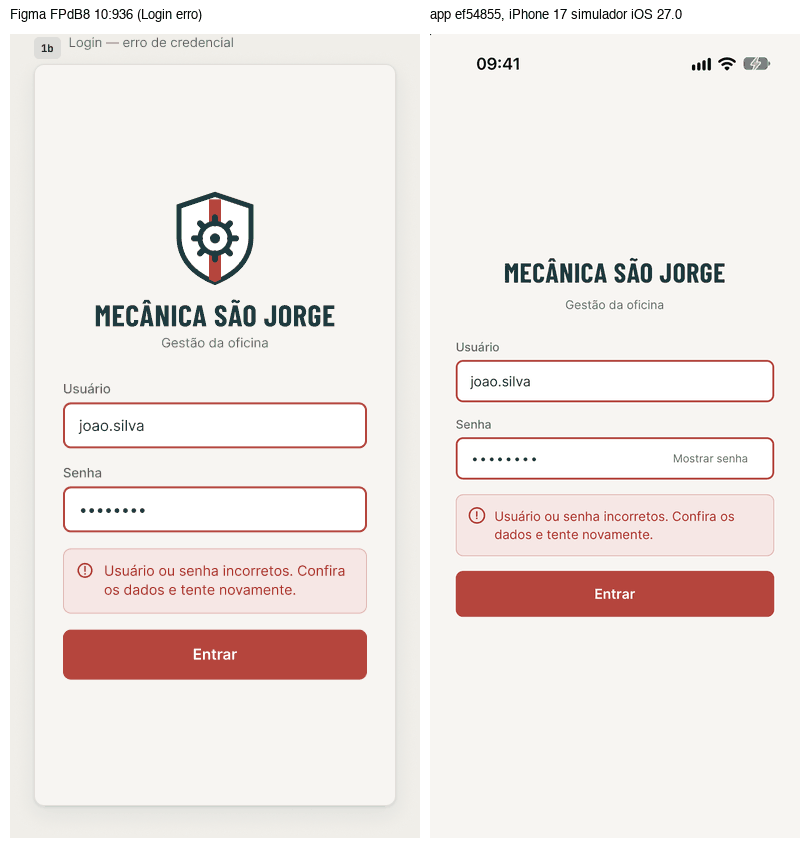 Figma FPdB8 10:936 (Login erro)
1b
Login — erro de credencial
MECÂNICA SÃO JORGE
Gestão da oficina
Usuário
joao.silva
Senha
••••••••
Usuário ou senha incorretos. Confira
os dados e tente novamente.
Entrar
app ef54855, iPhone 17 simulador iOS 27.0
09:41
MECÂNICA SÃO JORGE
Gestão da oficina
Usuário
joao.silva
Senha
•••••••• Mostrar senha
Usuário ou senha incorretos. Confira os
dados e tente novamente.
Entrar